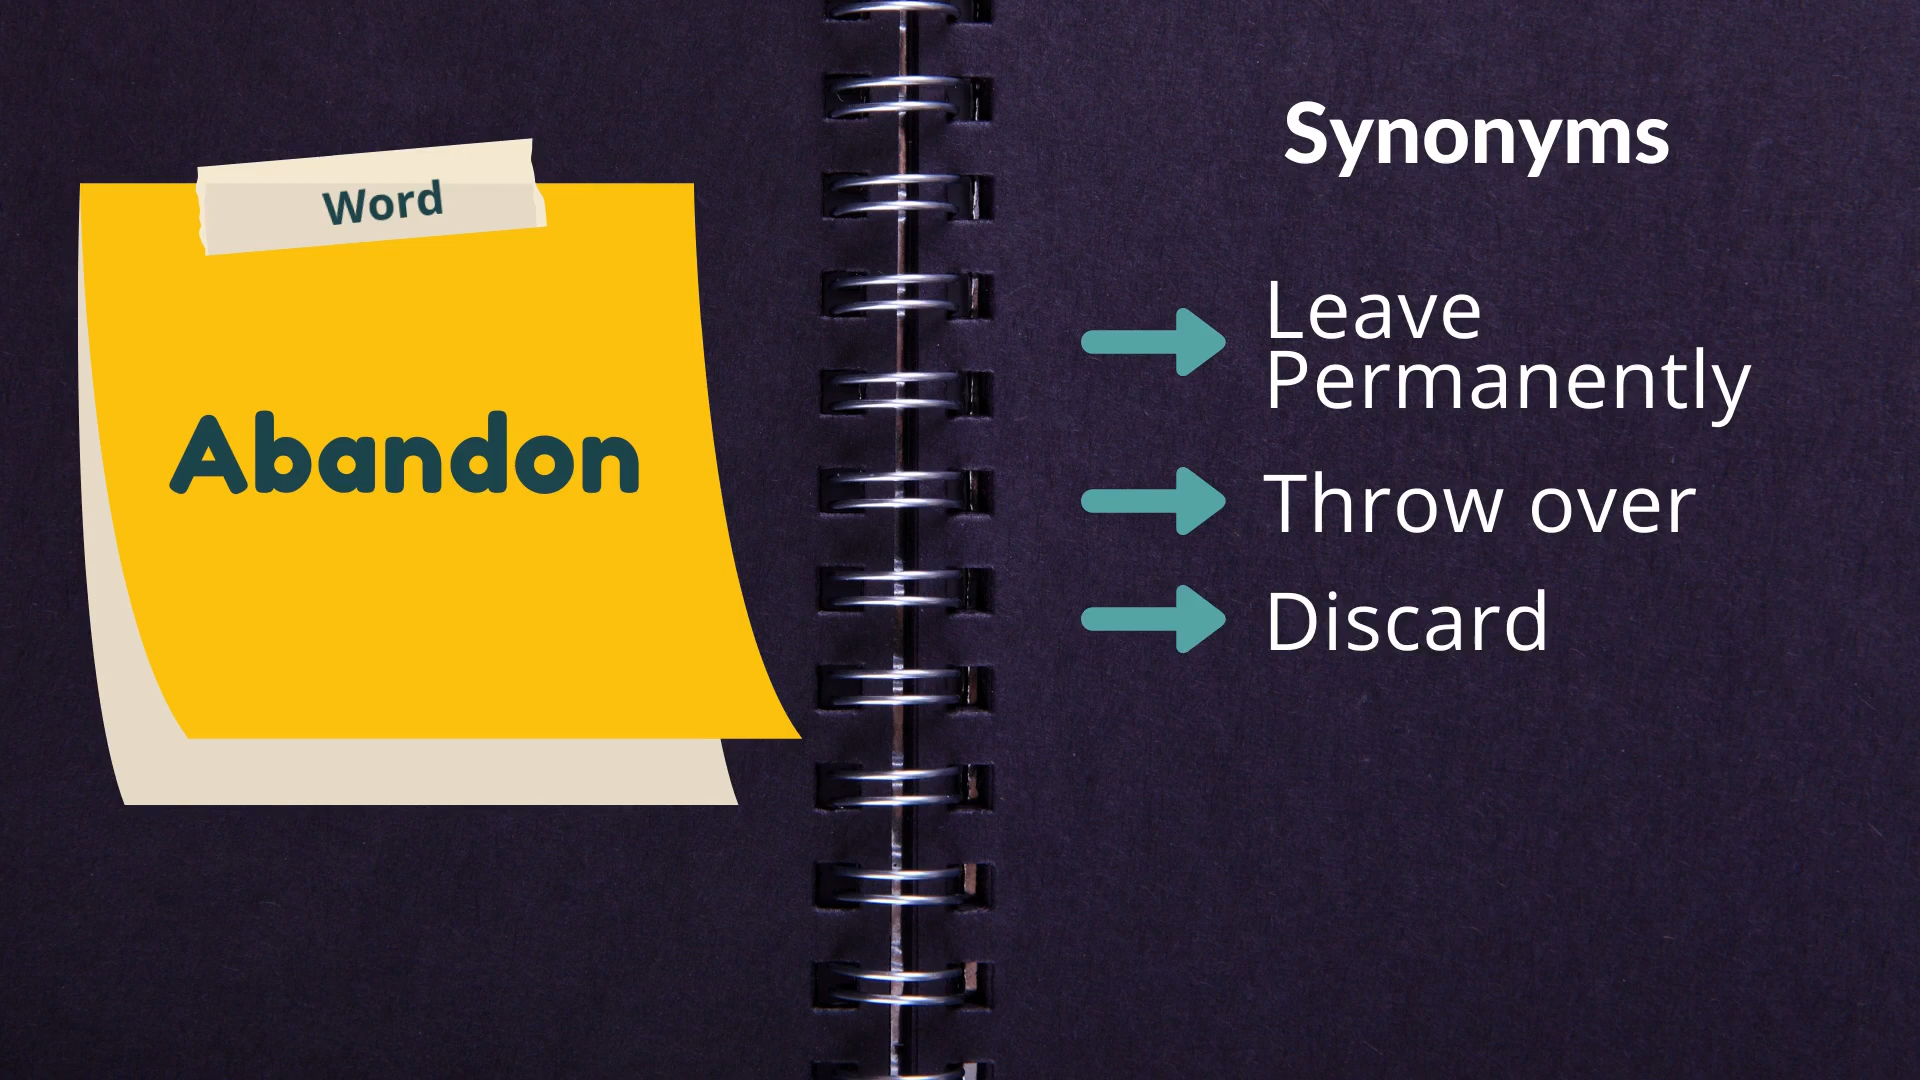 Word
Abandon
Synonyms
Leave
Permanently
Throw over
Discard